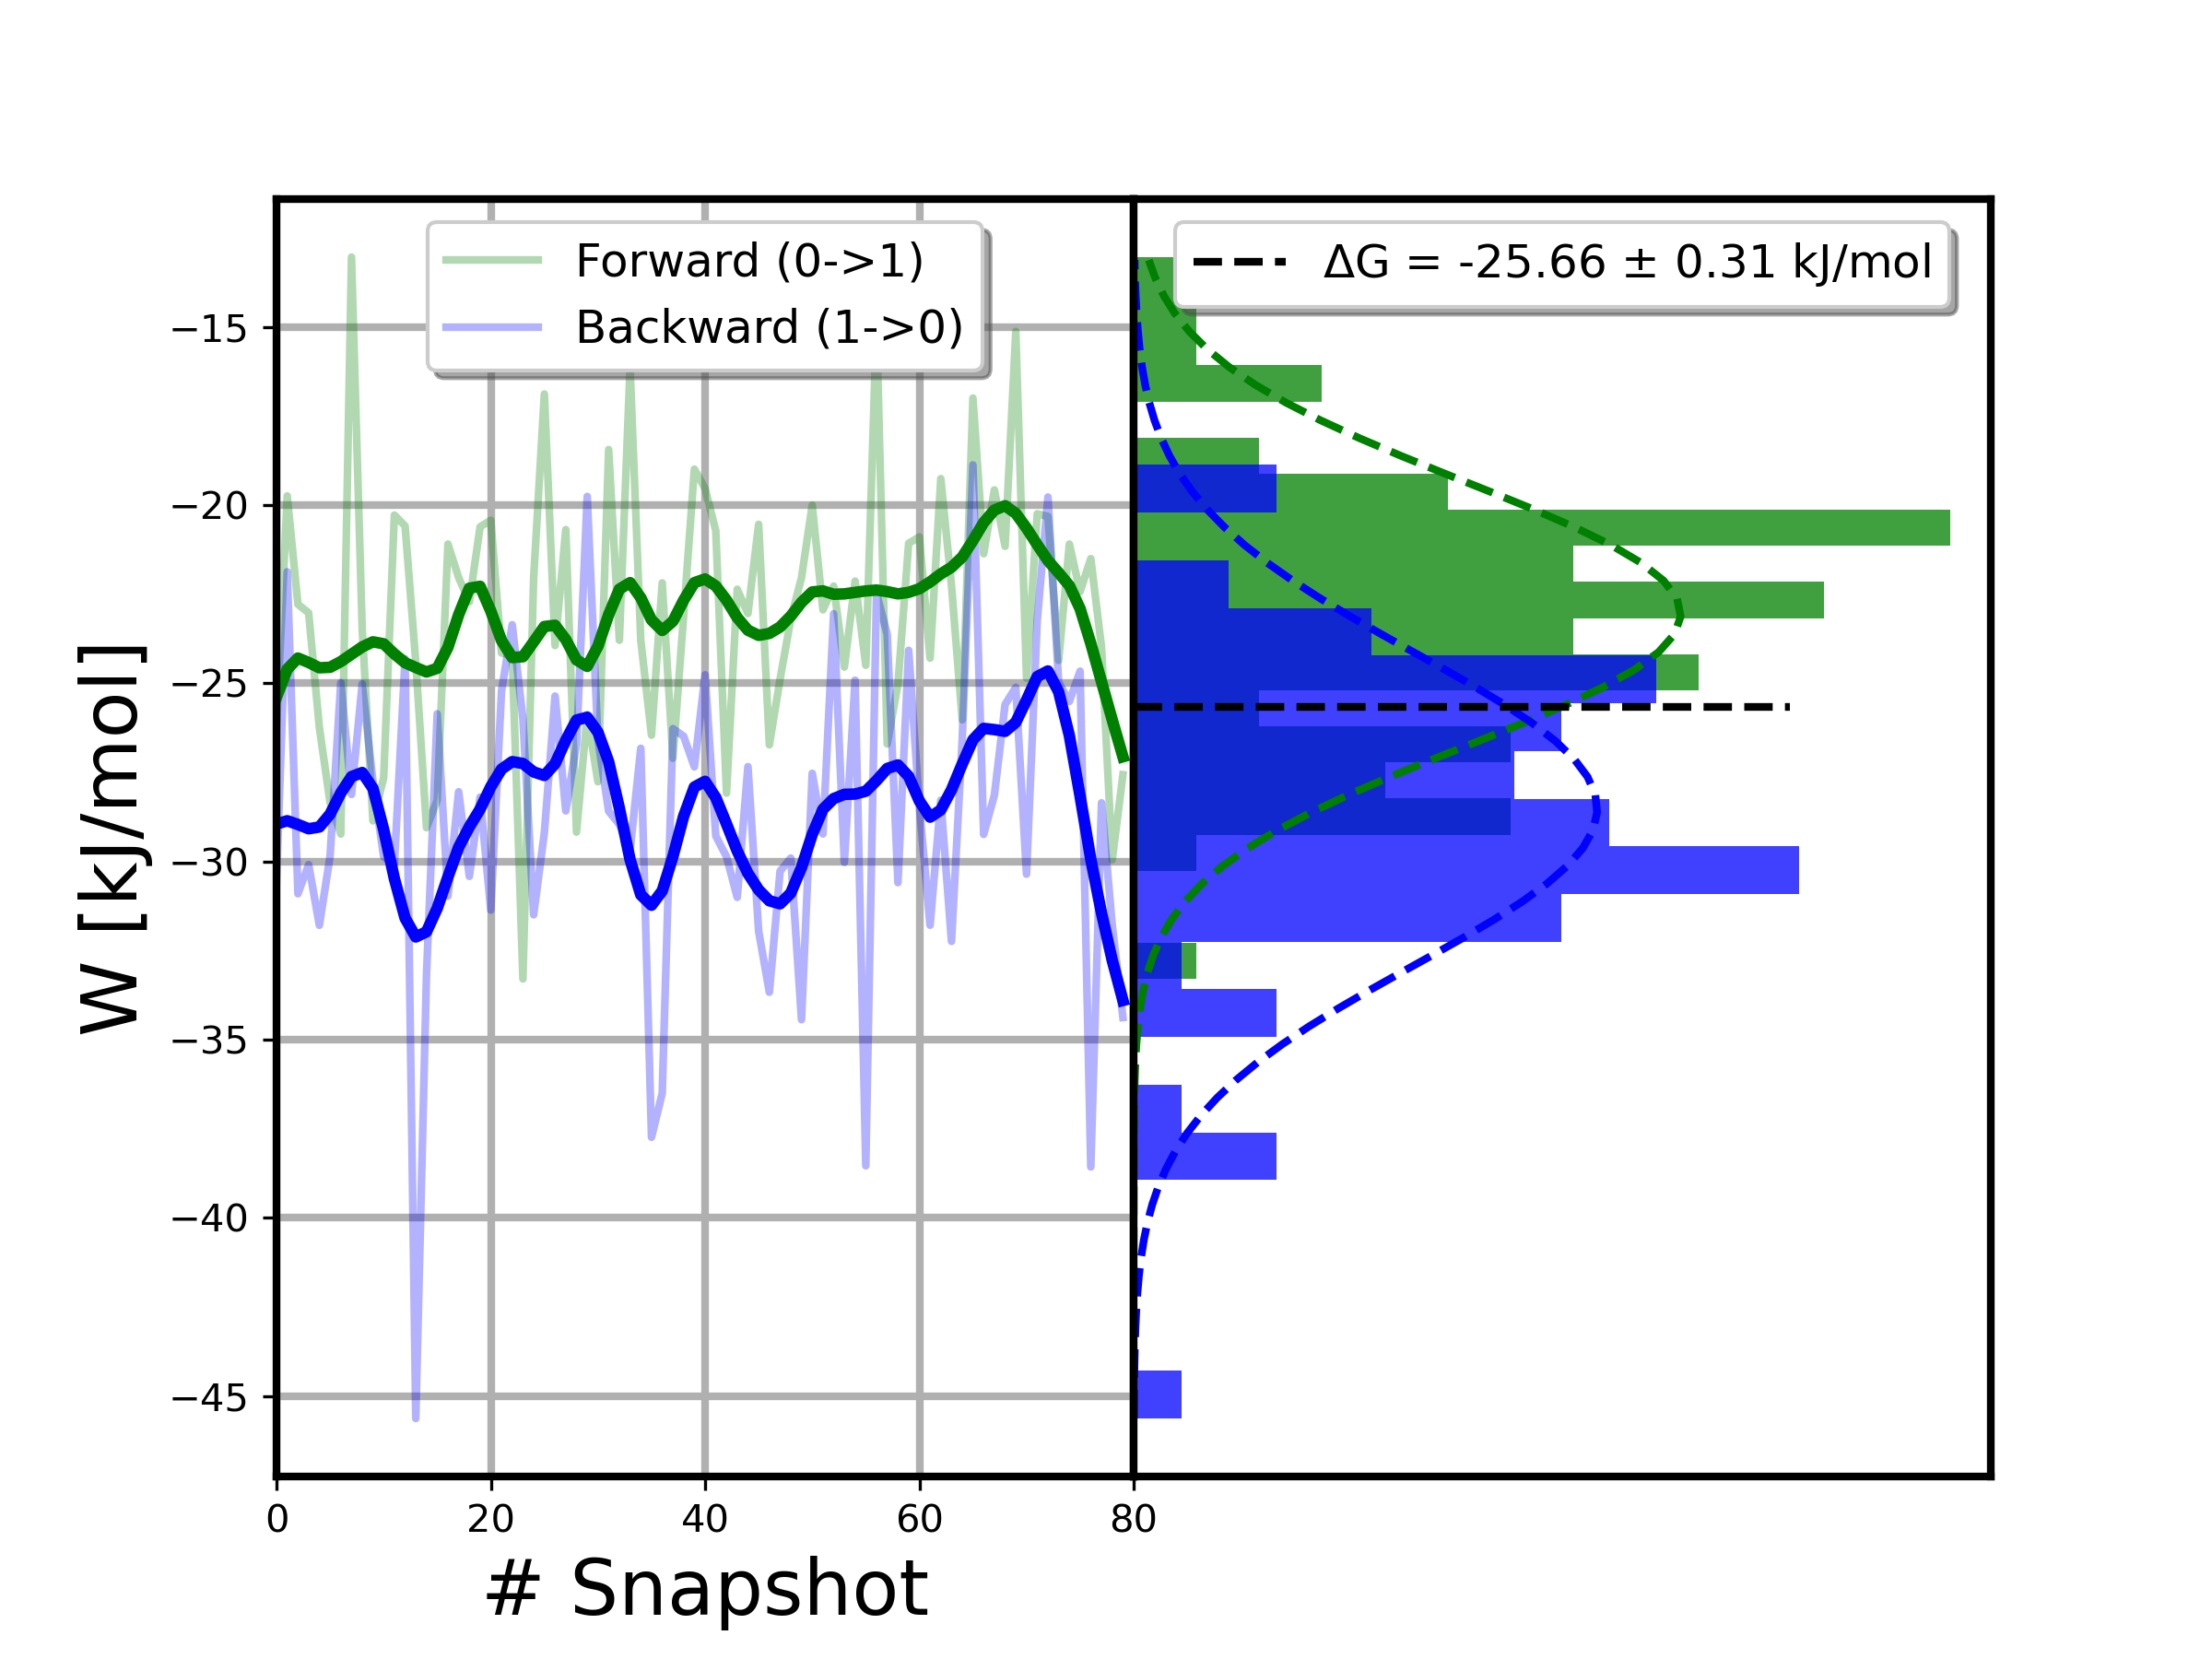 Forward (0->1)
Backward (1->0)
ΔG = -25.66 ± 0.31 kJ/mol
W [kJ/mol]
−15
−20
−25
−30
−35
−40
−45
0 20 40 60 80
# Snapshot